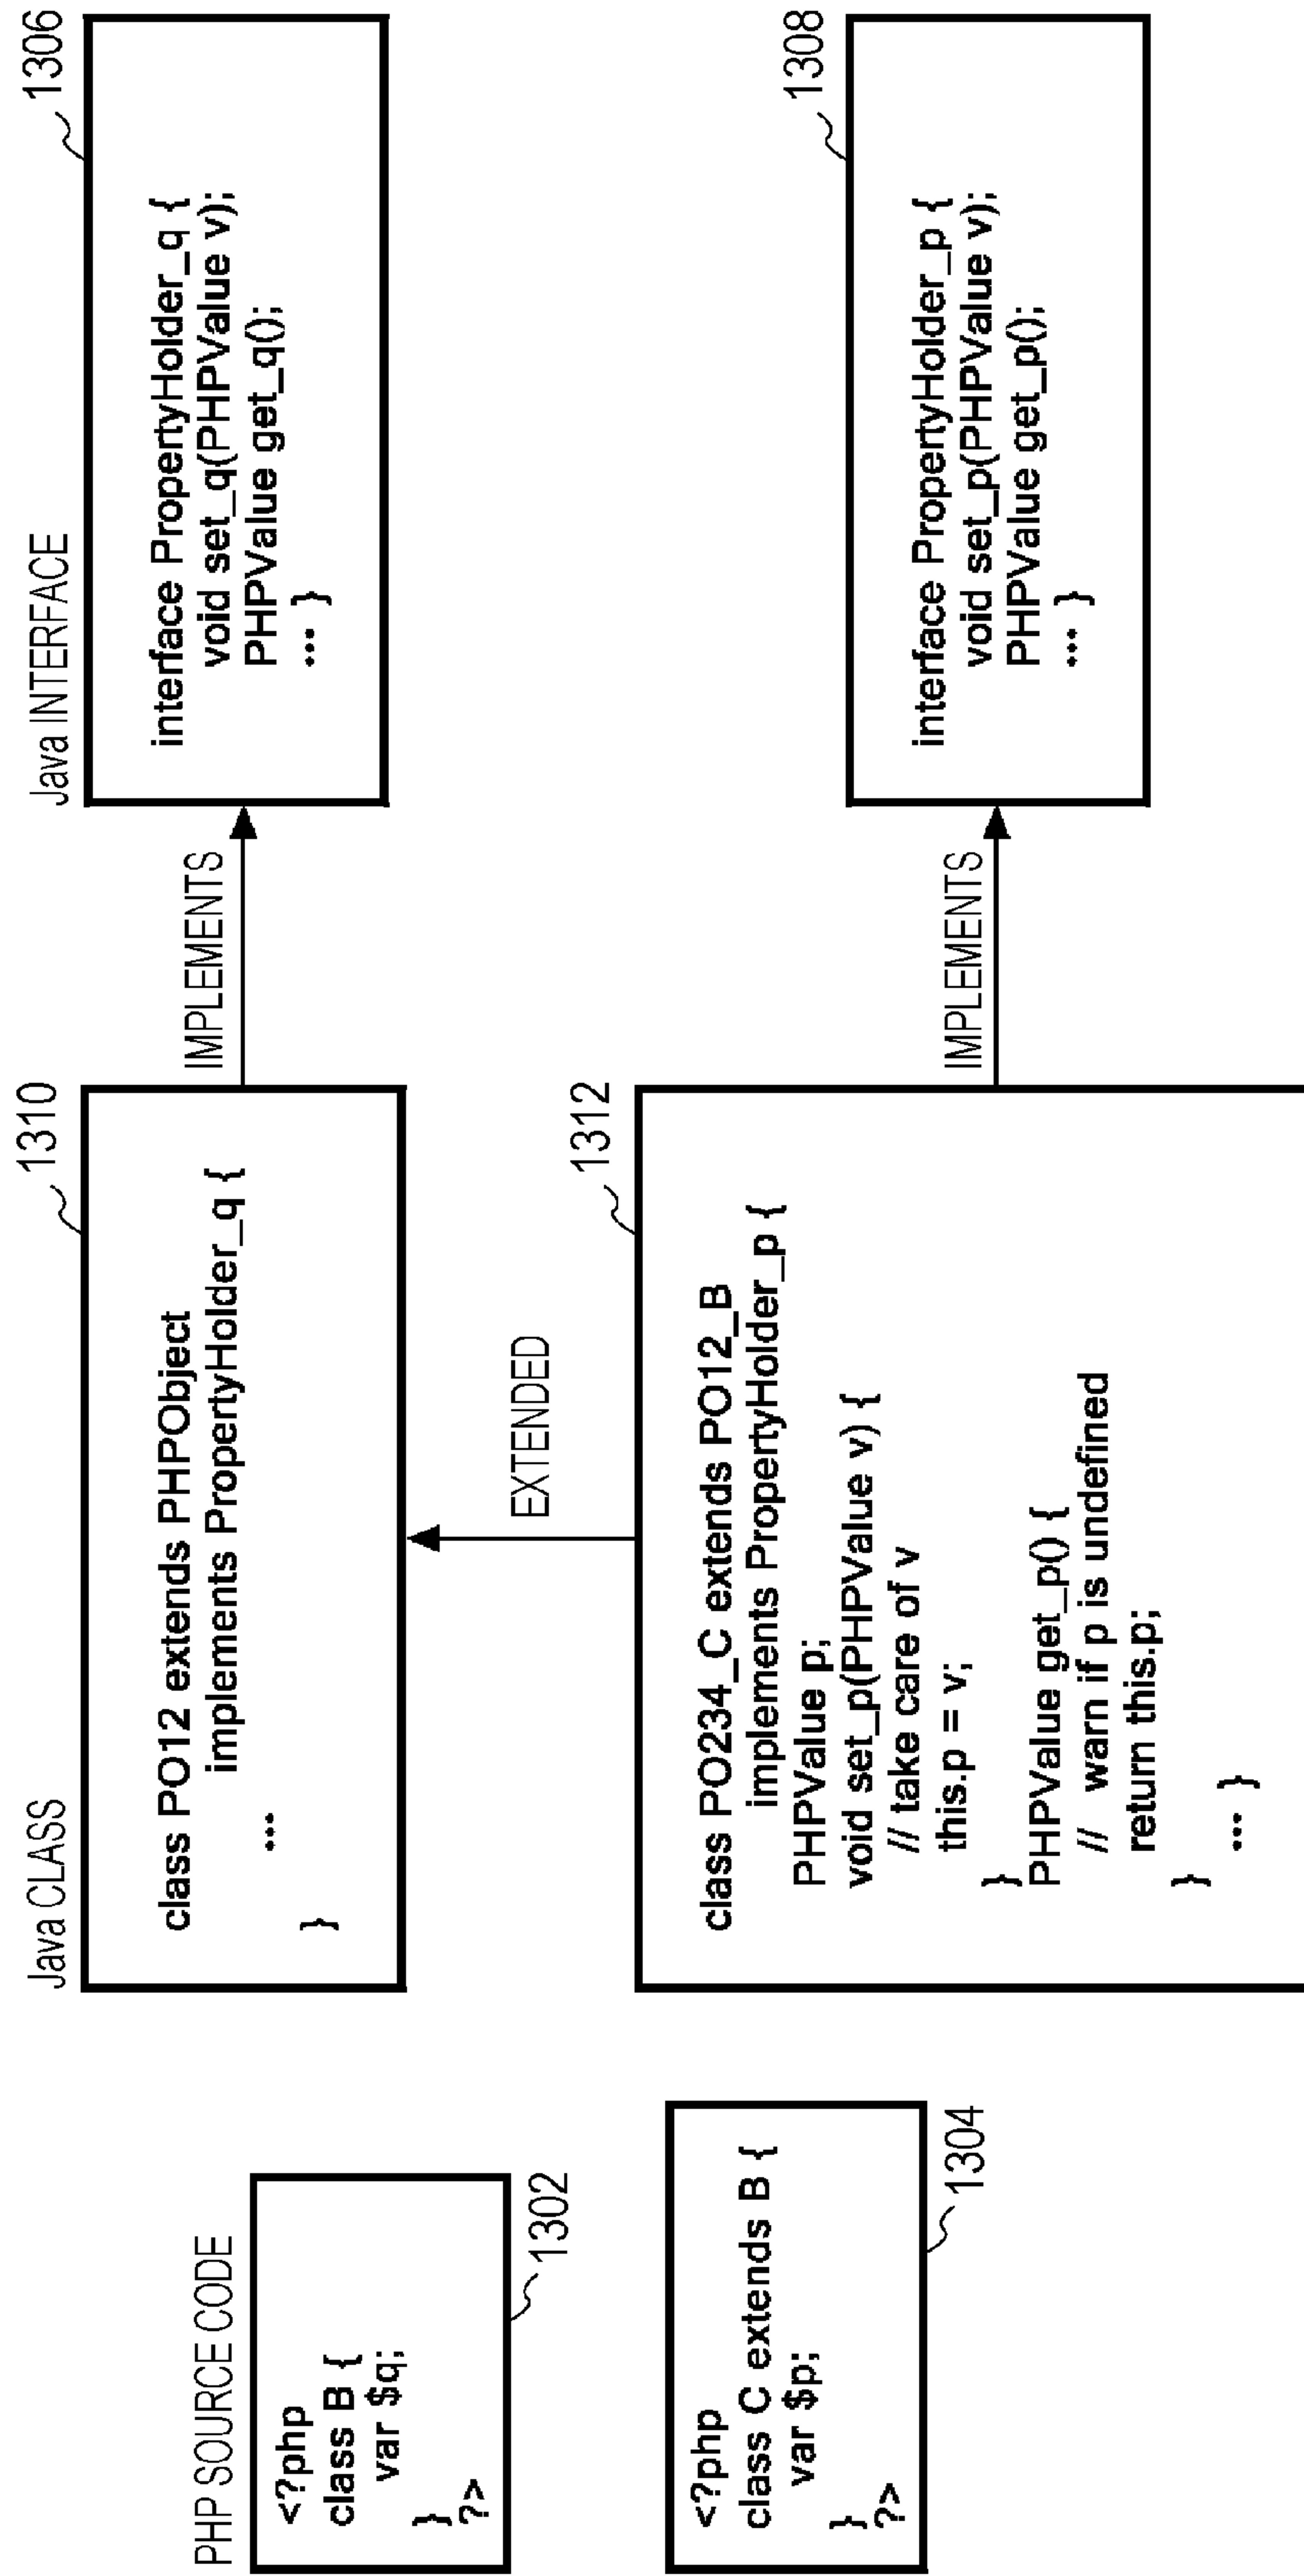 PHP SOURCE CODE
<?php
class B {
var $q;
}
?>
1302
<?php
class C extends B {
var $p;
}
?>
1304
Java CLASS
1310
class PO12 extends PHPObject
implements PropertyHolder_q {
...
}
EXTENDED
1312
class PO234_C extends PO12_B
implements PropertyHolder_p {
PHPValue p;
void set_p(PHPValue v) {
// take care of v
this.p = v;
}
PHPValue get_p() {
// warn if p is undefined
return this.p;
}
... }
IMPLEMENTS
IMPLEMENTS
Java INTERFACE
1306
interface PropertyHolder_q {
void set_q(PHPValue v);
PHPValue get_q();
... }
1308
interface PropertyHolder_p {
void set_p(PHPValue v);
PHPValue get_p();
... }